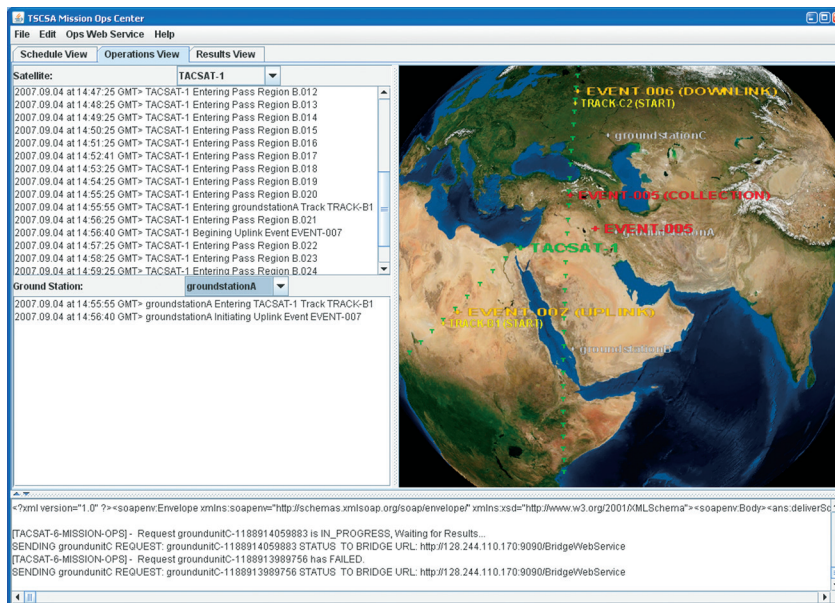 TSCSA Mission Ops Center
File Edit Ops Web Service Help
Schedule View Operations View Results View
Satellite: TACSAT-1
2007.09.04 at 14:47:25 GMT> TACSAT-1 Entering Pass Region B.012
2007.09.04 at 14:48:25 GMT> TACSAT-1 Entering Pass Region B.013
2007.09.04 at 14:49:25 GMT> TACSAT-1 Entering Pass Region B.014
2007.09.04 at 14:50:25 GMT> TACSAT-1 Entering Pass Region B.015
2007.09.04 at 14:51:25 GMT> TACSAT-1 Entering Pass Region B.016
2007.09.04 at 14:52:41 GMT> TACSAT-1 Entering Pass Region B.017
2007.09.04 at 14:53:25 GMT> TACSAT-1 Entering Pass Region B.018
2007.09.04 at 14:54:25 GMT> TACSAT-1 Entering Pass Region B.019
2007.09.04 at 14:55:25 GMT> TACSAT-1 Entering Pass Region B.020
2007.09.04 at 14:55:55 GMT> TACSAT-1 Entering groundstationA Track TRACK-B1
2007.09.04 at 14:56:25 GMT> TACSAT-1 Entering Pass Region B.021
2007.09.04 at 14:56:40 GMT> TACSAT-1 Begining Uplink Event EVENT-007
2007.09.04 at 14:57:25 GMT> TACSAT-1 Entering Pass Region B.022
2007.09.04 at 14:58:25 GMT> TACSAT-1 Entering Pass Region B.023
2007.09.04 at 14:59:25 GMT> TACSAT-1 Entering Pass Region B.024
Ground Station: groundstationA
2007.09.04 at 14:55:55 GMT> groundstationA Entering TACSAT-1 Track TRACK-B1
2007.09.04 at 14:56:40 GMT> groundstationA Initiating Uplink Event EVENT-007
EVENT-006 (DOWNLINK)
TRACK-C2 (START)
groundstationC
EVENT-005 (COLLECTION)
EVENT-005
TACSAT-1
EVENT-007 (UPLINK)
TRACK-B1 (START)
groundstationB
<?xml version="1.0" ?><soapenv:Envelope xmlns:soapenv="http://schemas.xmlsoap.org/soap/envelope/" xmlns:xsd="http://www.w3.org/2001/XMLSchema"><soapenv:Body><ans:deliverSc
[TACSAT-6-MISSION-OPS] - Request groundunitC-1188914059883 is IN_PROGRESS, Waiting for Results...
SENDING groundunitC REQUEST: groundunitC-1188914059883 STATUS TO BRIDGE URL: http://128.244.110.170:9090/BridgeWebService
[TACSAT-6-MISSION-OPS] - Request groundunitC-1188913989756 has FAILED.
SENDING groundunitC REQUEST: groundunitC-1188913989756 STATUS TO BRIDGE URL: http://128.244.110.170:9090/BridgeWebService